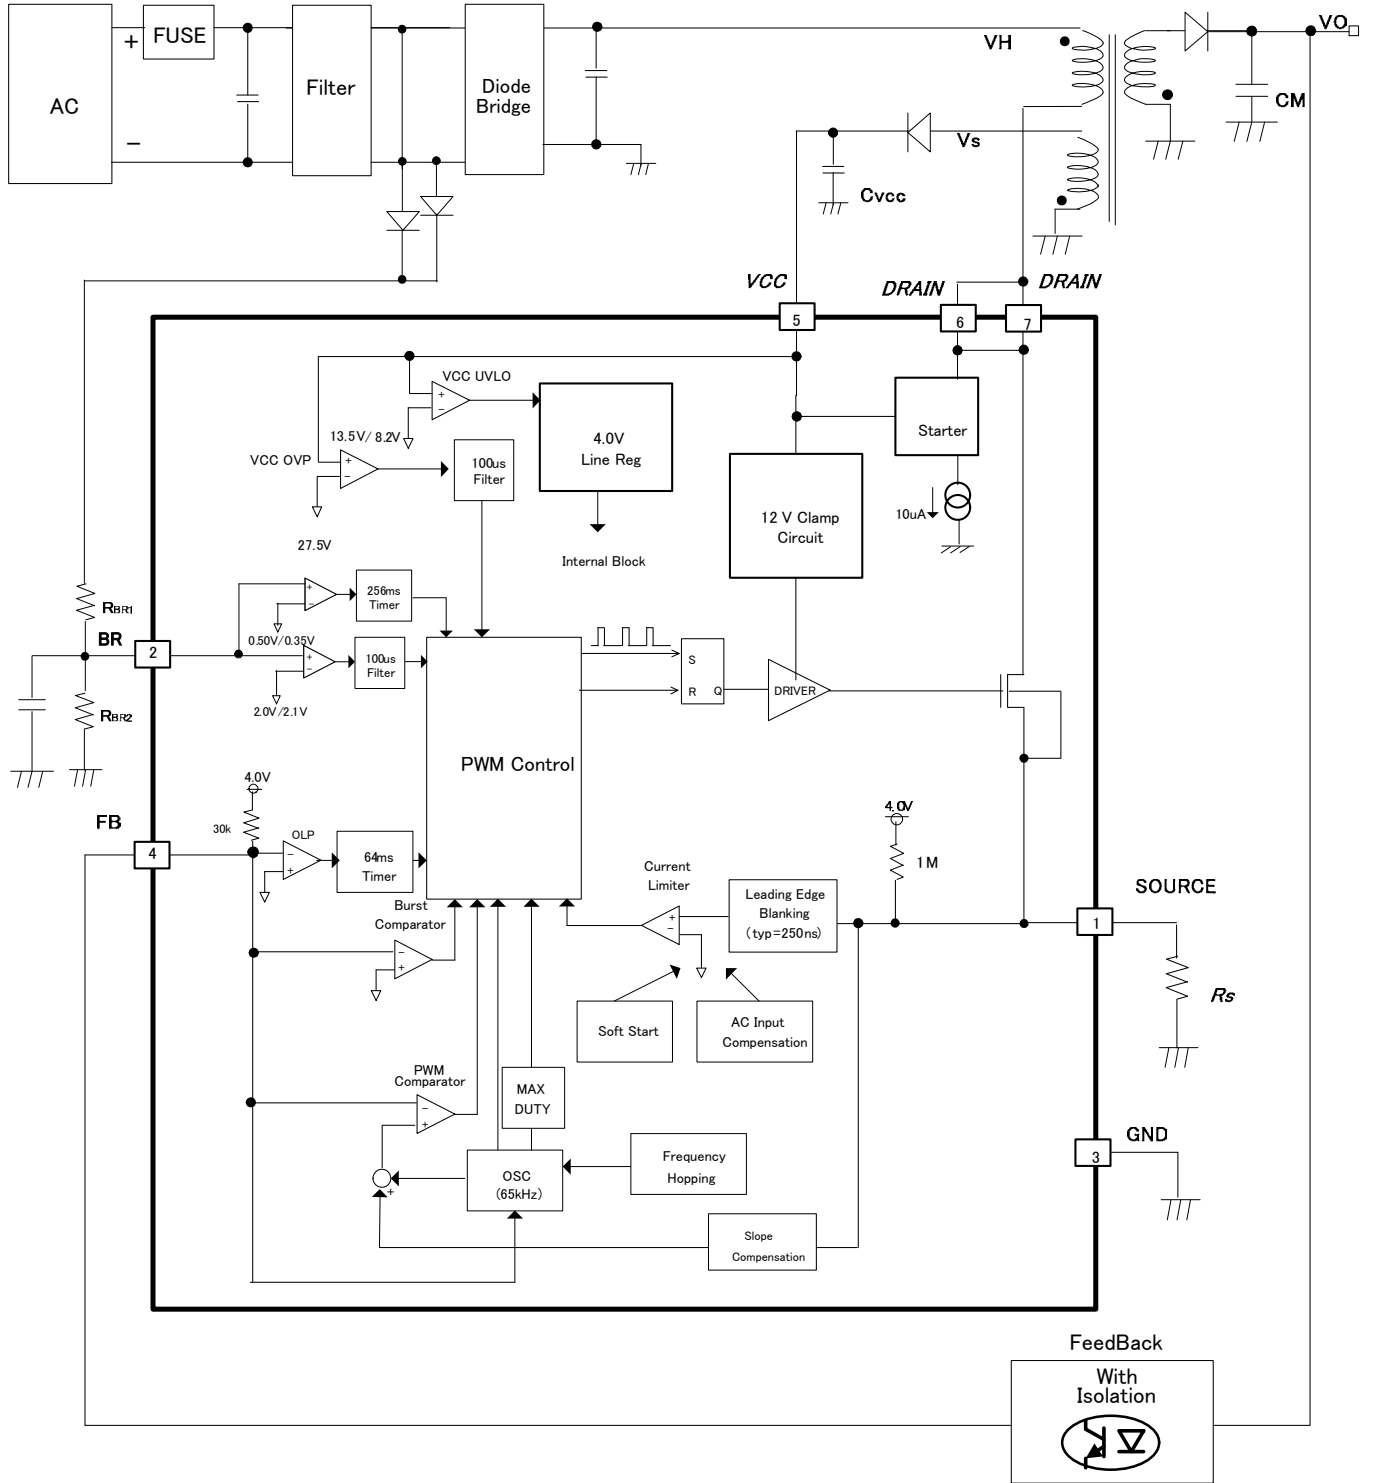 AC
+
−
FUSE
Filter
Diode
Bridge
VH
VO
CM
Vs
Cvcc
VCC
DRAIN
DRAIN
5
6
7
VCC UVLO
+
−
13.5V/ 8.2V
4.0V
Line Reg
Starter
VCC OVP
+
−
100us
Filter
27.5V
12 V Clamp
Circuit
10uA
Internal Block
RBR1
+
−
256ms
Timer
0.50V/0.35V
BR
2
+
−
100us
Filter
2.0V/2.1V
RBR2
S
R
Q
DRIVER
PWM Control
4.0V
30k
FB
4
OLP
−
+
64ms
Timer
4.0V
1M
Current
Limiter
+
−
Leading Edge
Blanking
(typ=250ns)
SOURCE
1
Burst
Comparator
−
+
Rs
Soft Start
AC Input
Compensation
PWM
Comparator
−
+
MAX
DUTY
GND
3
Frequency
Hopping
OSC
(65kHz)
+
Slope
Compensation
FeedBack
With
Isolation